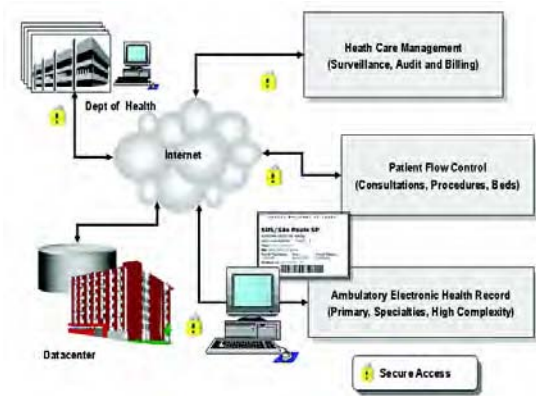 Heath Care Management
(Surveillance, Audit and Billing)
Dept of Health
Internet
Patient Flow Control
(Consultations, Procedures, Beds)
SUS/São Paulo SP
Ambulatory Electronic Health Record
(Primary, Specialties, High Complexity)
Datacenter
Secure Access